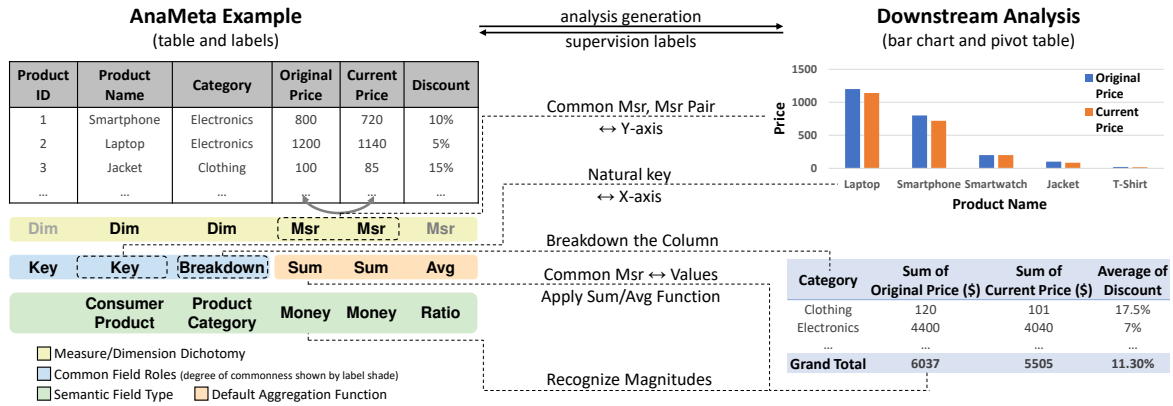 AnaMeta Example
(table and labels)
Product ID	Product Name	Category	Original Price	Current Price	Discount
1	Smartphone	Electronics	800	720	10%
2	Laptop	Electronics	1200	1140	5%
3	Jacket	Clothing	100	85	15%
...	...	...	...	...	...
Dim	Dim	Dim	Msr	Msr	Msr
Key	Key	Breakdown	Sum	Sum	Avg
Consumer Product	Product Category	Money	Money	Ratio
Measure/Dimension Dichotomy
Common Field Roles (degree of commonness shown by label shade)
Semantic Field Type	Default Aggregation Function
analysis generation
supervision labels
Common Msr, Msr Pair
↔ Y-axis
Natural key
↔ X-axis
Breakdown the Column
Common Msr ↔ Values
Apply Sum/Avg Function
Recognize Magnitudes
Downstream Analysis
(bar chart and pivot table)
Price
1500
1000
500
0
Original Price
Current Price
Laptop	Smartphone	Smartwatch	Jacket	T-Shirt
Product Name
Category	Sum of Original Price ($)	Sum of Current Price ($)	Average of Discount
Clothing	120	101	17.5%
Electronics	4400	4040	7%
...	...	...	...
Grand Total	6037	5505	11.30%